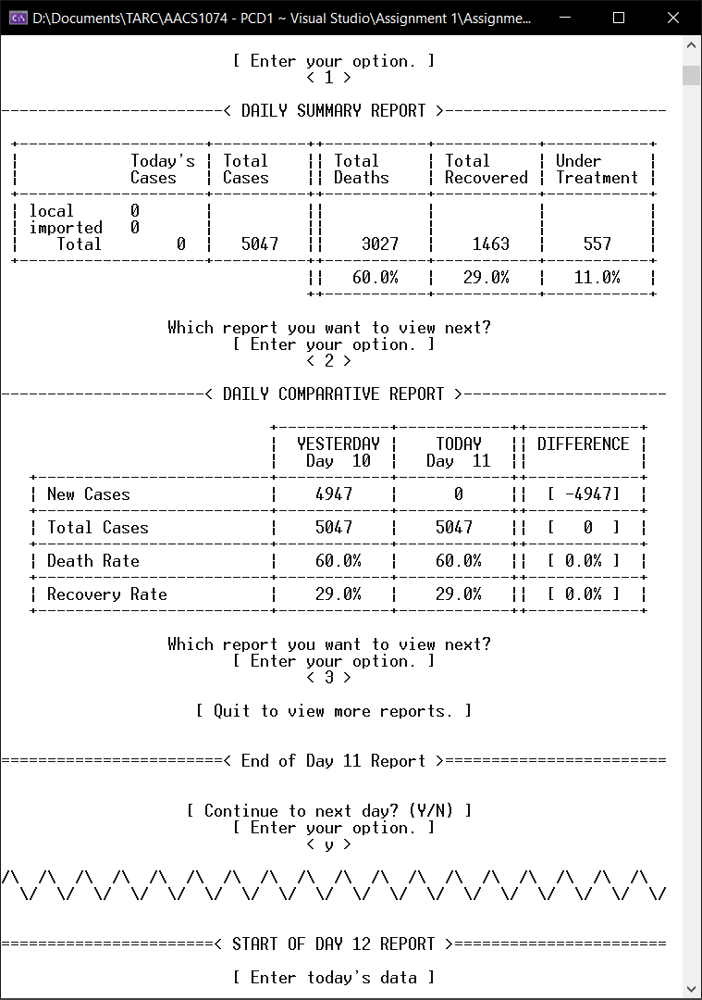 D:\Documents\TARC\AACS1074 - PCD1 ~ Visual Studio\Assignment 1\Assignme...
[ Enter your option. ]
< 1 >
------------------------< DAILY SUMMARY REPORT >------------------------
+--------------------+----------++-----------+-----------+-----------+
|            Today's | Total    || Total     | Total     | Under     |
|            Cases   | Cases    || Deaths    | Recovered | Treatment |
+--------------------+----------++-----------+-----------+-----------+
| local      0       |          ||           |           |           |
| imported   0       |          ||           |           |           |
|    Total        0  |   5047   ||    3027   |    1463   |    557    |
+--------------------+----------++-----------+-----------+-----------+
||   60.0%   |   29.0%   |   11.0%   |
++-----------+-----------+-----------+
Which report you want to view next?
[ Enter your option. ]
< 2 >
----------------------< DAILY COMPARATIVE REPORT >----------------------
+------------+------------++------------+
|  YESTERDAY |    TODAY   || DIFFERENCE |
|   Day  10  |   Day  11  ||            |
+-------------------------+------------+------------++------------+
| New Cases               |    4947    |      0     ||  [ -4947]  |
+-------------------------+------------+------------++------------+
| Total Cases             |    5047    |    5047    ||  [   0  ]  |
+-------------------------+------------+------------++------------+
| Death Rate              |    60.0%   |    60.0%   ||  [ 0.0% ]  |
+-------------------------+------------+------------++------------+
| Recovery Rate           |    29.0%   |    29.0%   ||  [ 0.0% ]  |
+-------------------------+------------+------------++------------+
Which report you want to view next?
[ Enter your option. ]
< 3 >
[ Quit to view more reports. ]
========================< End of Day 11 Report >========================
[ Continue to next day? (Y/N) ]
[ Enter your option. ]
< y >
/\  /\  /\  /\  /\  /\  /\  /\  /\  /\  /\  /\  /\  /\  /\  /\  /\  /\
\/  \/  \/  \/  \/  \/  \/  \/  \/  \/  \/  \/  \/  \/  \/  \/  \/  \/
=======================< START OF DAY 12 REPORT >=======================
[ Enter today's data ]